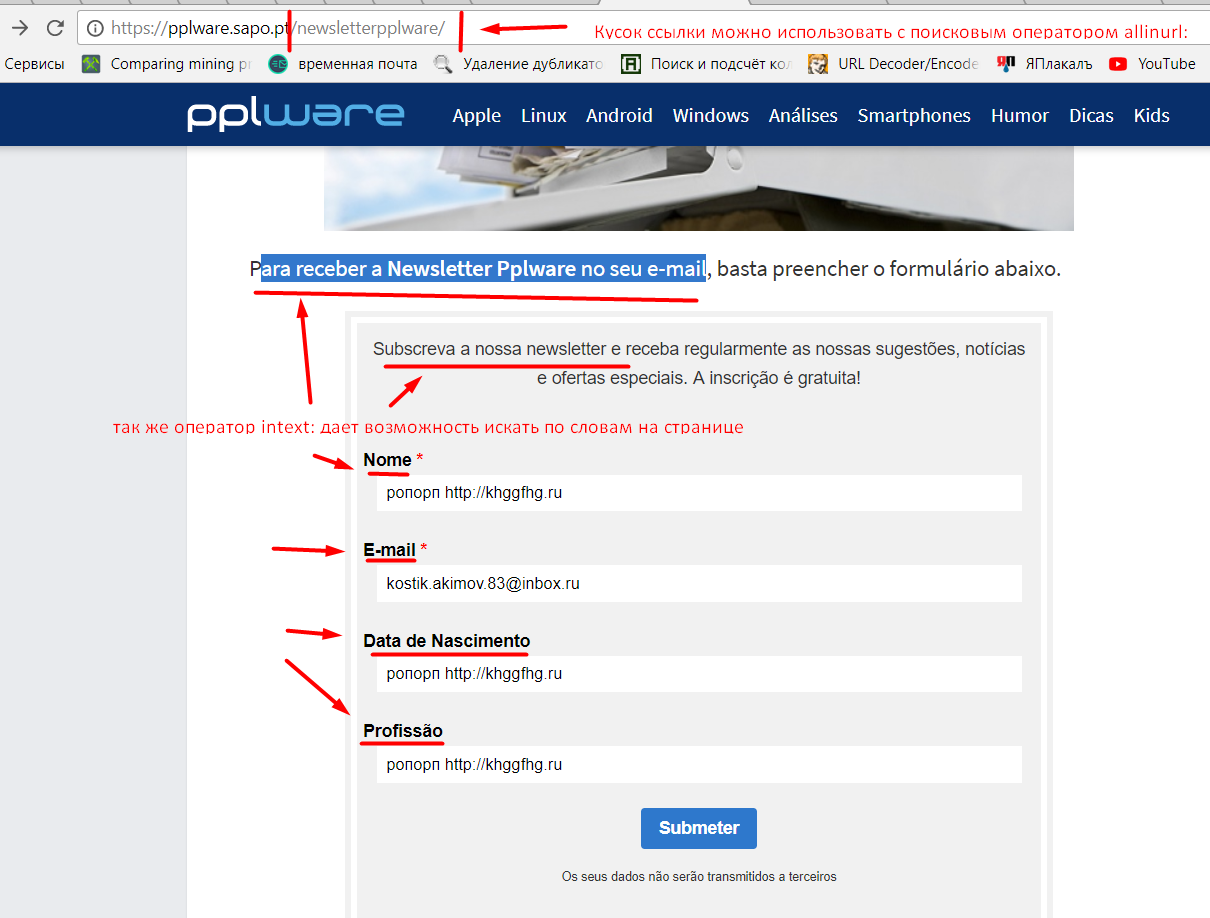 https://pplware.sapo.pt/newsletterpplware/
Кусок ссылки можно использовать с поисковым оператором allinurl:
Сервисы Comparing mining pr временная почта Удаление дубликато Поиск и подсчёт кол URL Decoder/Encode ЯП ЯПлакалъ YouTube
pplware Apple Linux Android Windows Análises Smartphones Humor Dicas Kids
Para receber a Newsletter Pplware no seu e-mail, basta preencher o formulário abaixo.
Subscreva a nossa newsletter e receba regularmente as nossas sugestões, notícias
e ofertas especiais. A inscrição é gratuita!
так же оператор intext: дает возможность искать по словам на странице
Nome *
ропорп http://khggfhg.ru
E-mail *
kostik.akimov.83@inbox.ru
Data de Nascimento
ропорп http://khggfhg.ru
Profissão
ропорп http://khggfhg.ru
Submeter
Os seus dados não serão transmitidos a terceiros